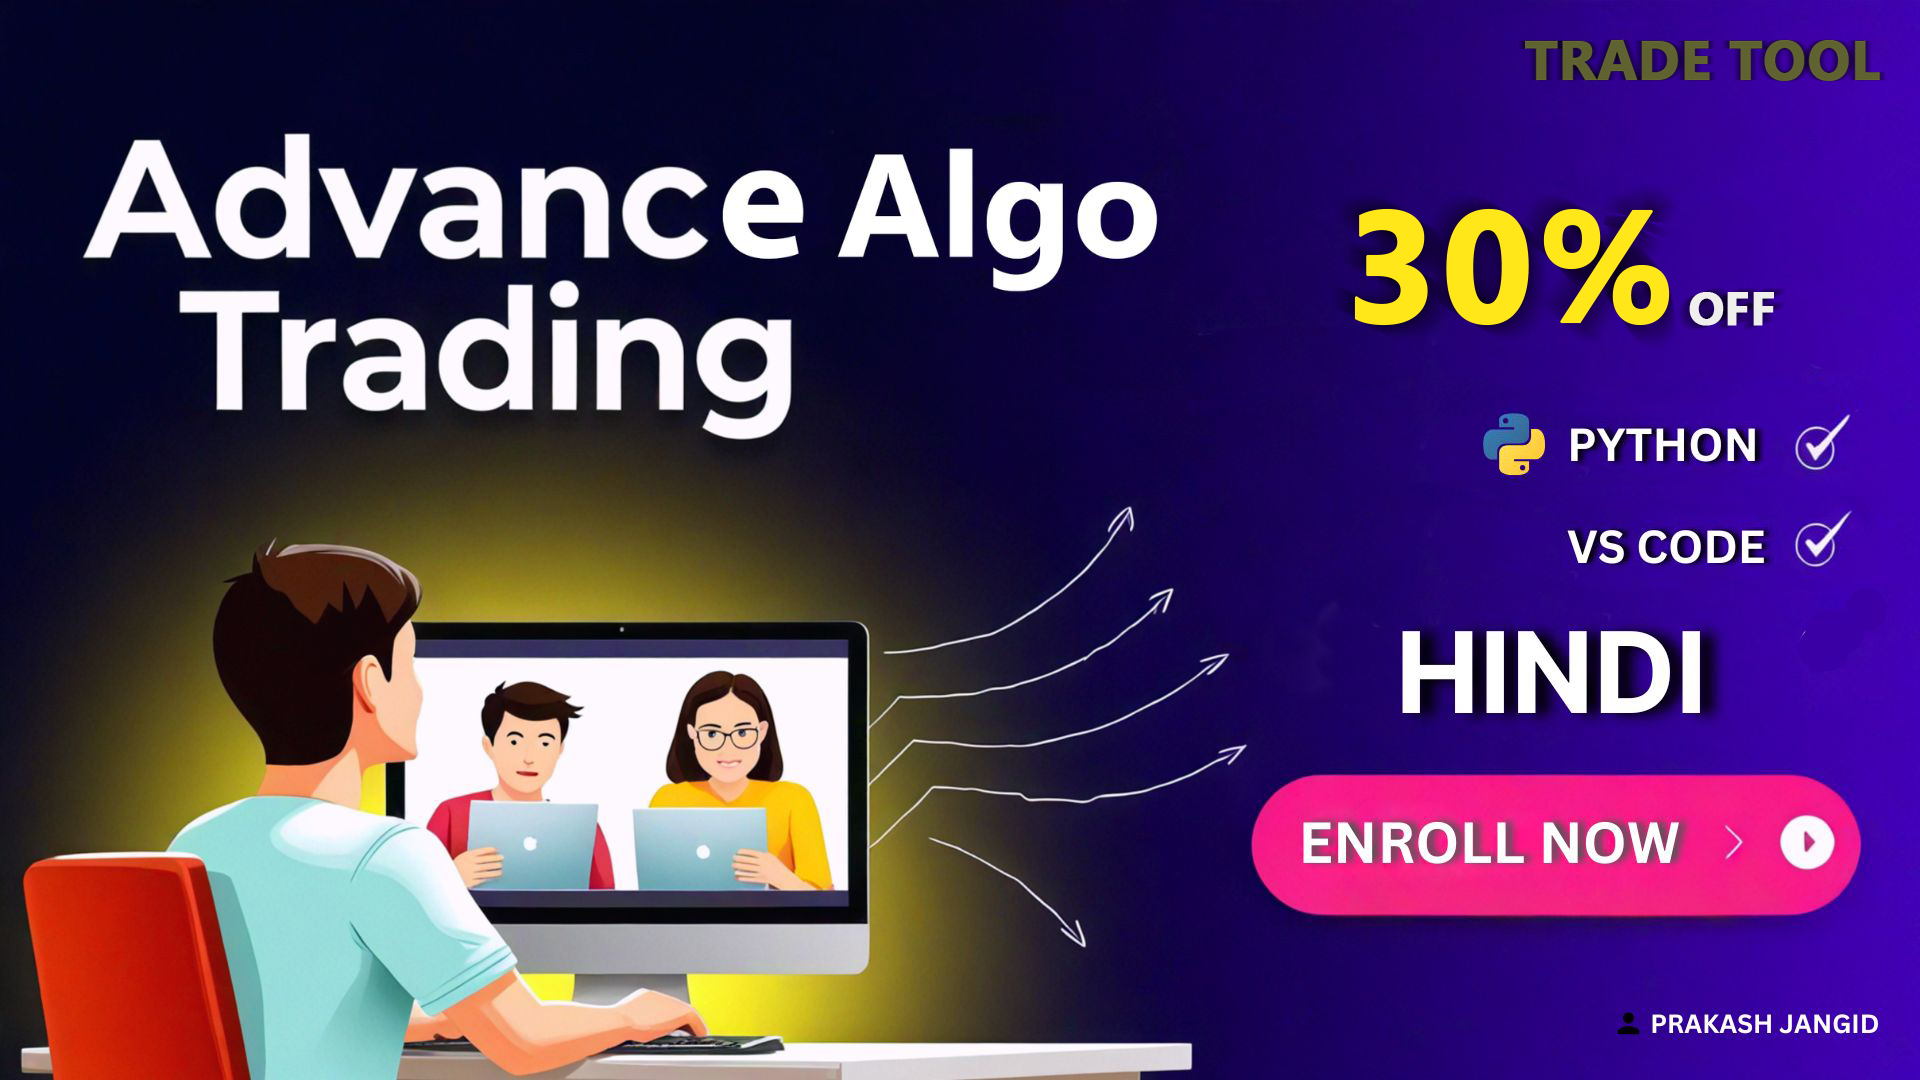 TRADE TOOL
Advance Algo
Trading
30% OFF
PYTHON
VS CODE
HINDI
ENROLL NOW
PRAKASH JANGID